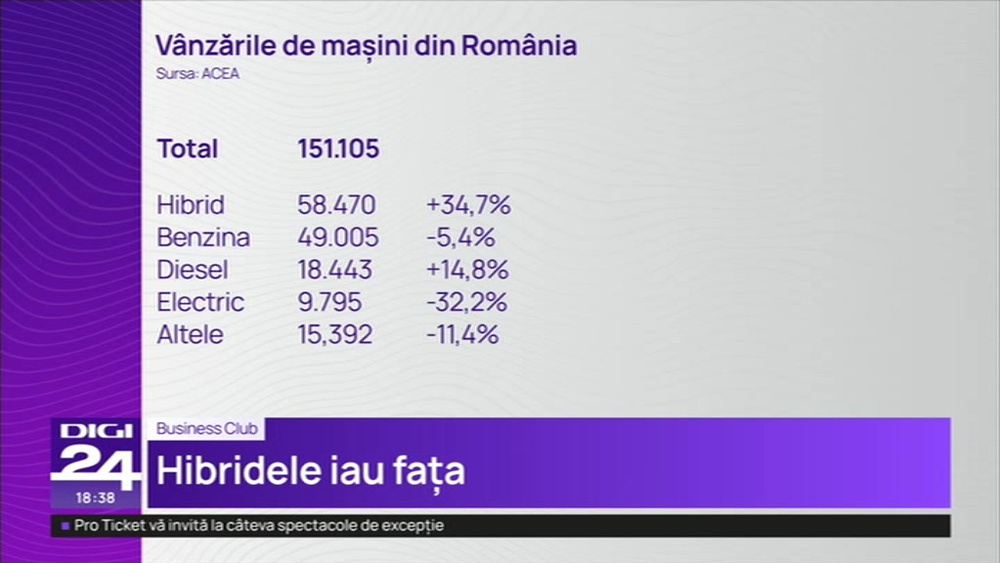 Vânzările de mașini din România
Sursa: ACEA
Total 151.105
Hibrid 58.470 +34,7%
Benzina 49.005 -5,4%
Diesel 18.443 +14,8%
Electric 9.795 -32,2%
Altele 15,392 -11,4%
DIGI
24
18:38
Business Club
Hibridele iau fața
Pro Ticket vă invită la câteva spectacole de excepție